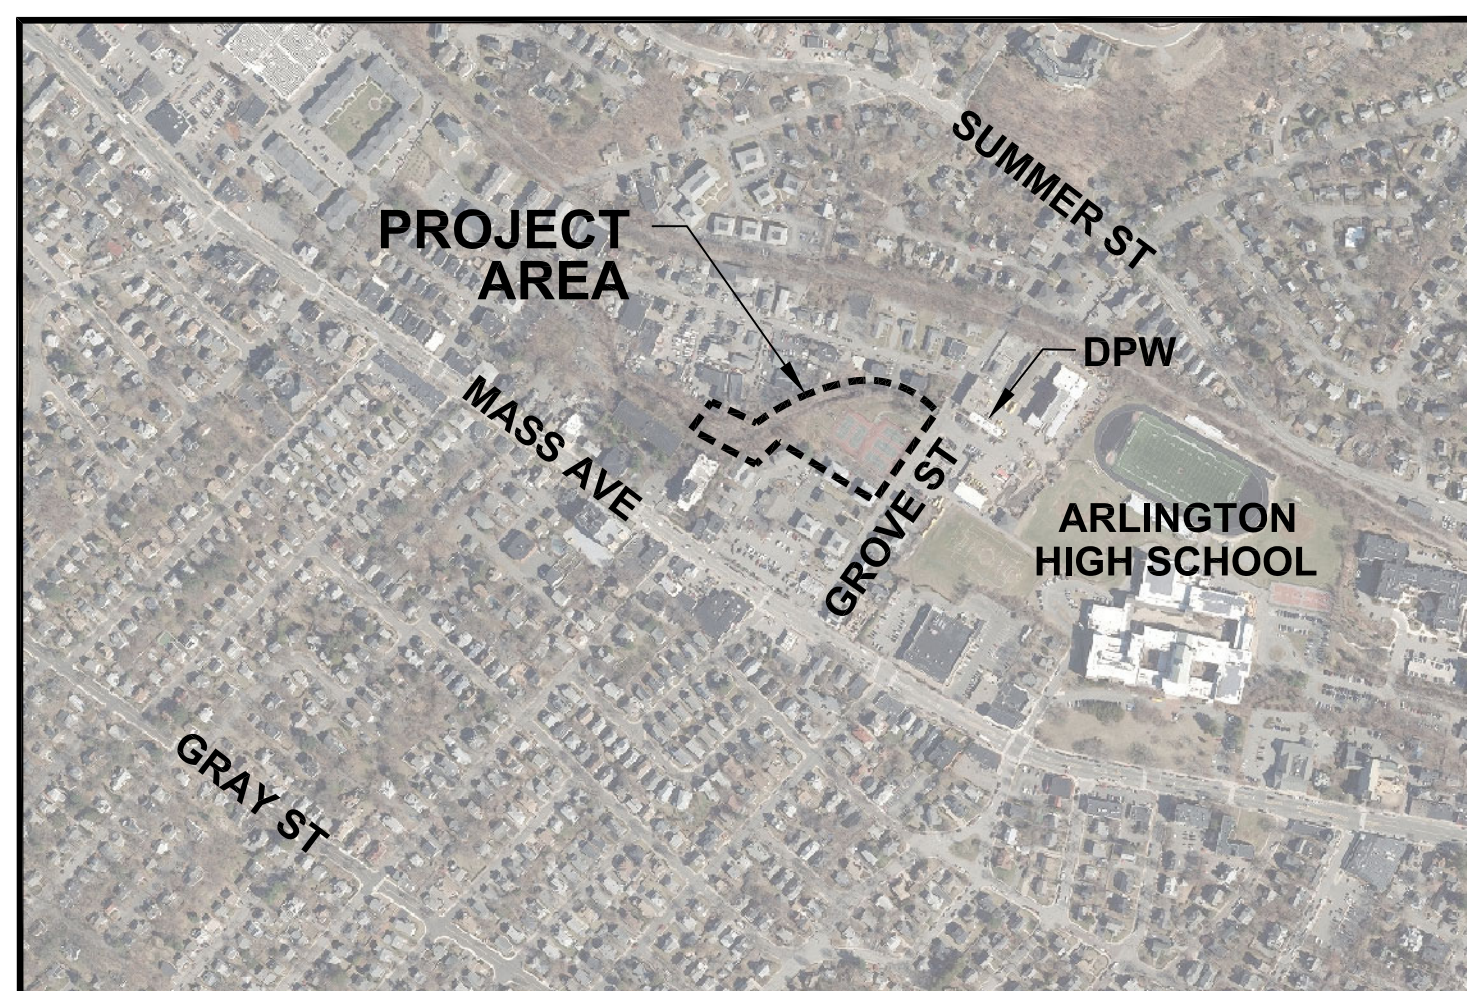 SUMMER ST
PROJECT
AREA
DPW
MASS AVE
GROVE ST
ARLINGTON
HIGH SCHOOL
GRAY ST